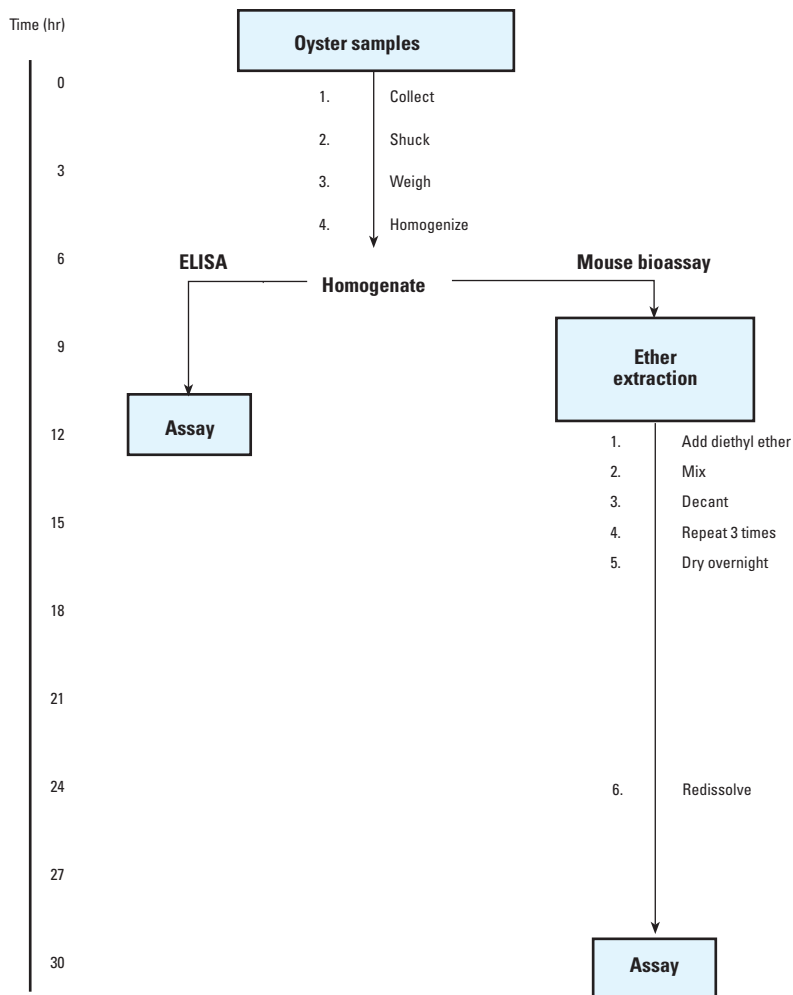 Time (hr)
Oyster samples
0
1. Collect
2. Shuck
3
3. Weigh
4. Homogenize
6
ELISA
Mouse bioassay
Homogenate
9
Ether
extraction
Assay
12
1. Add diethyl ether
2. Mix
3. Decant
15
4. Repeat 3 times
5. Dry overnight
18
21
24
6. Redissolve
27
30
Assay